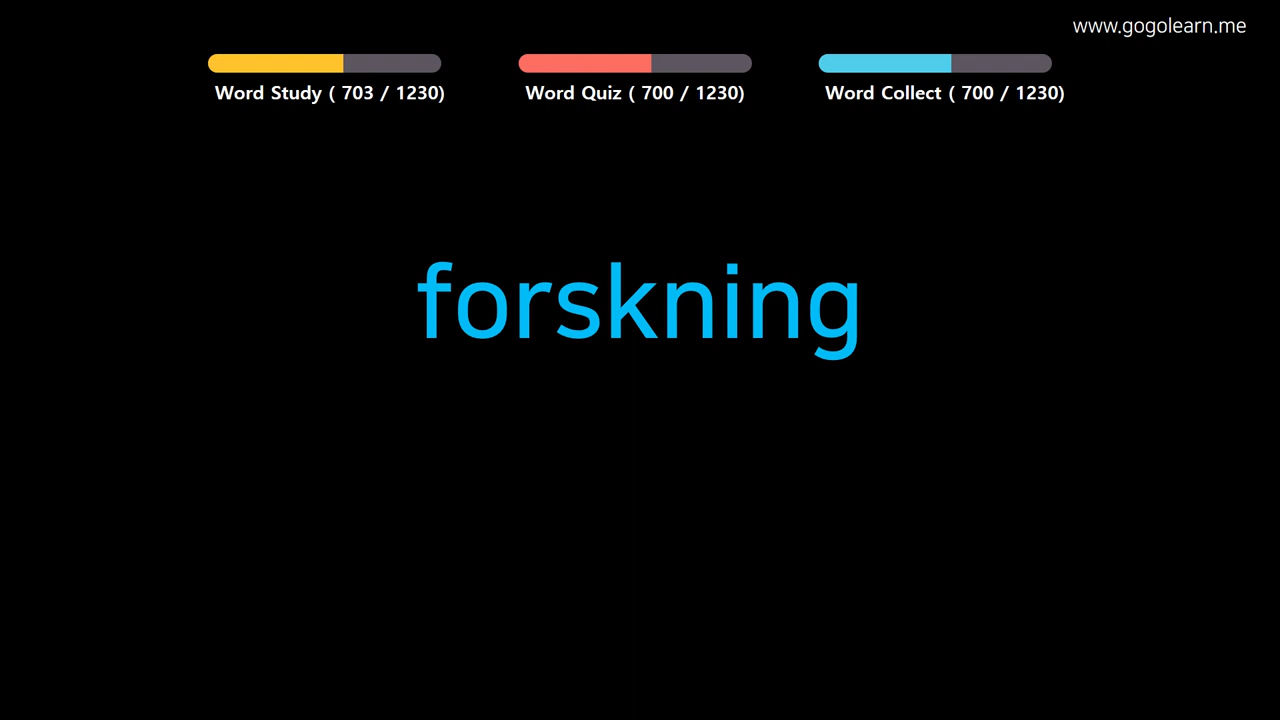 www.gogolearn.me
Word Study ( 703 / 1230)
Word Quiz ( 700 / 1230)
Word Collect ( 700 / 1230)
forskning